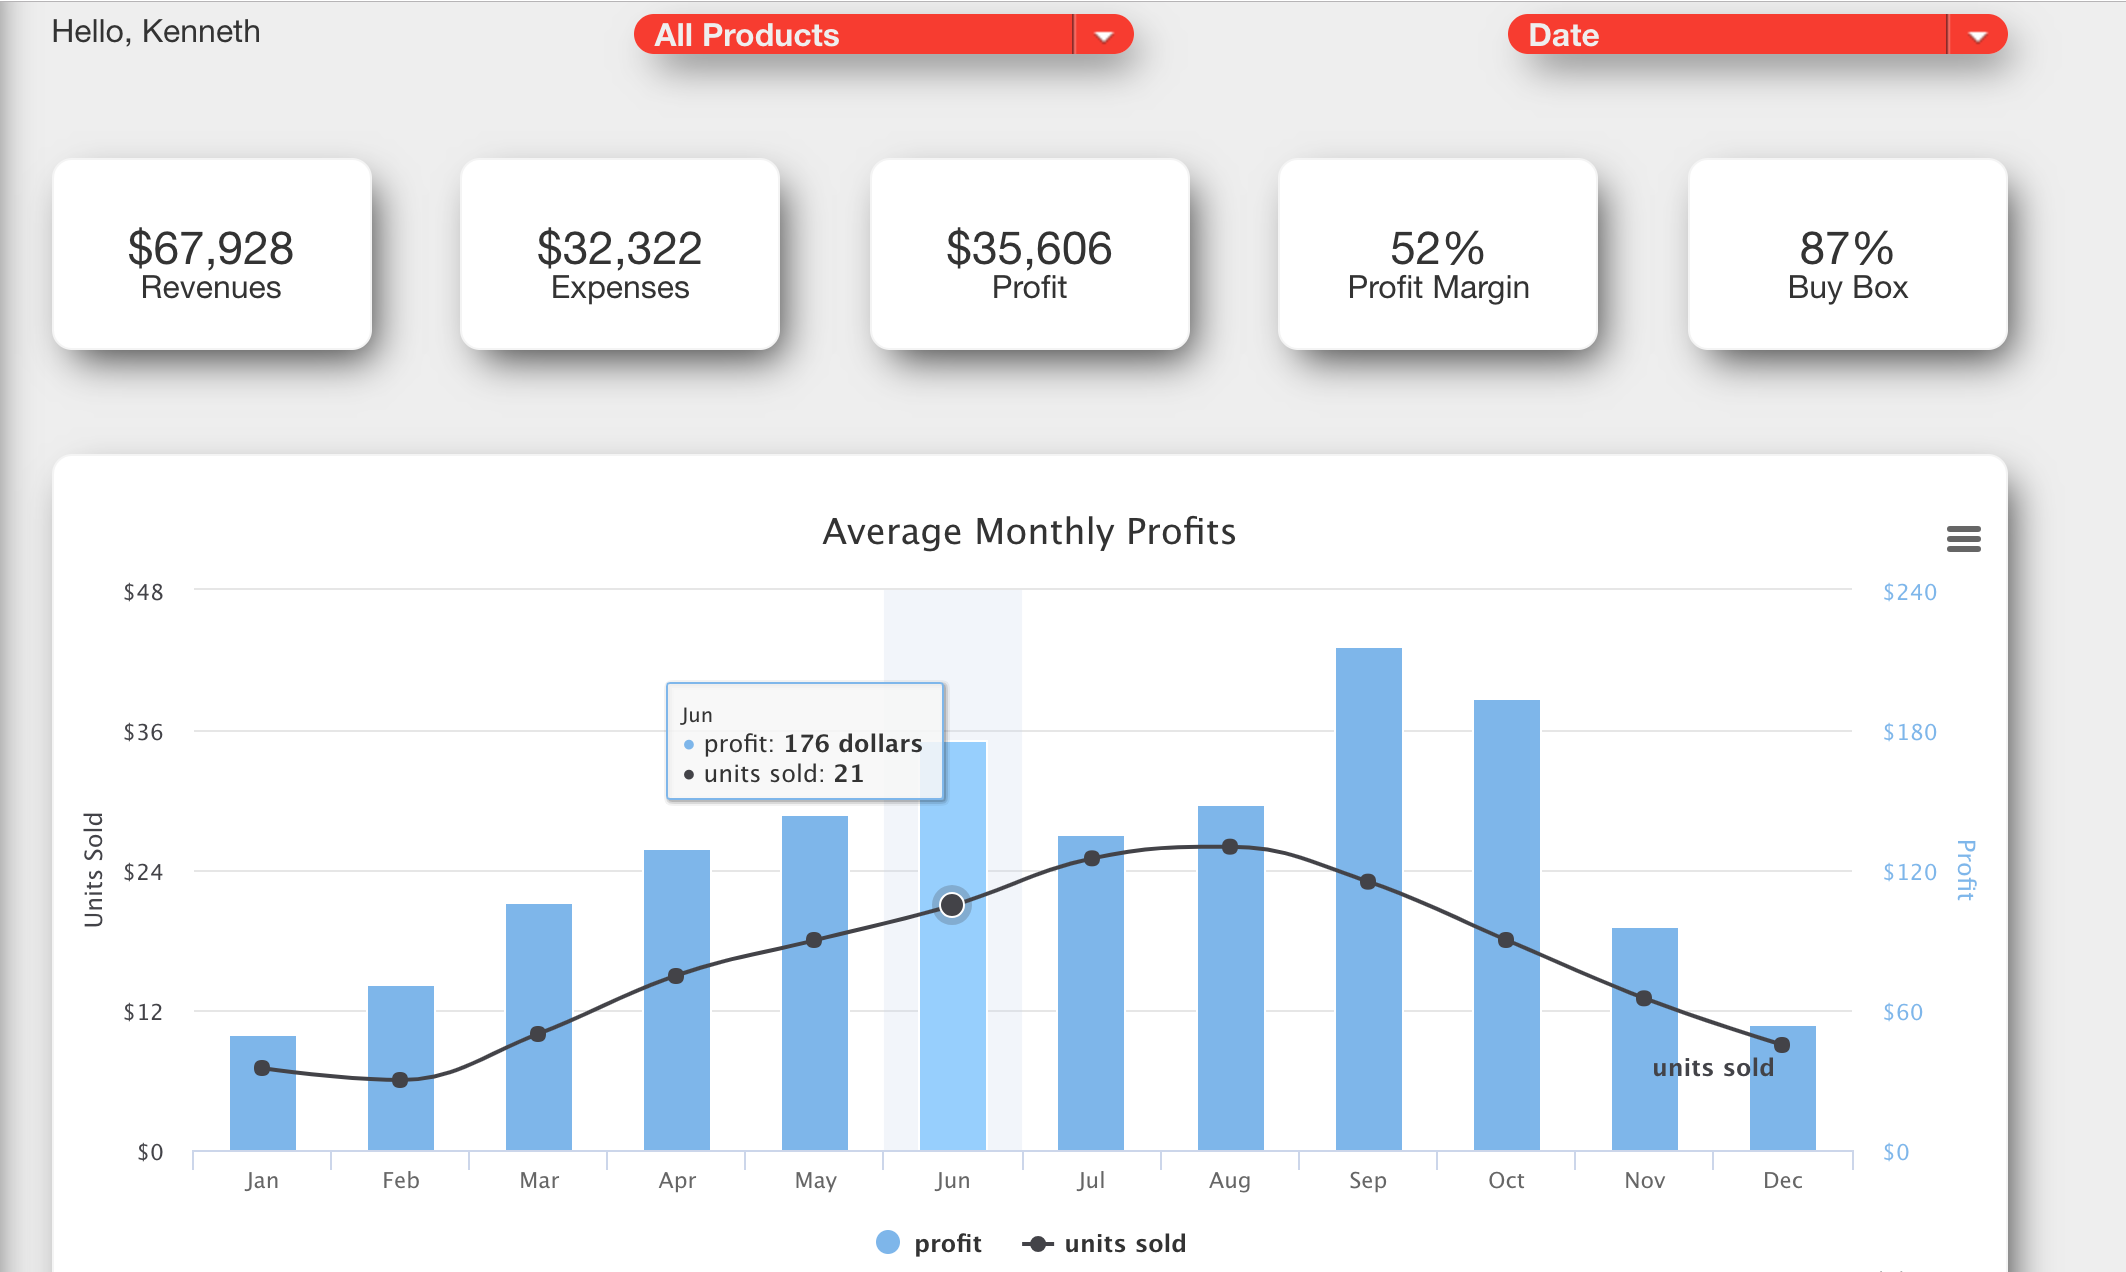 Hello, Kenneth
All Products
Date
$67,928
Revenues
$32,322
Expenses
$35,606
Profit
52%
Profit Margin
87%
Buy Box
Average Monthly Profits
$48
$36
$24
$12
$0
Units Sold
$240
$180
$120
$60
$0
Profit
Jun
profit: 176 dollars
units sold: 21
units sold
Jan Feb Mar Apr May Jun Jul Aug Sep Oct Nov Dec
profit units sold